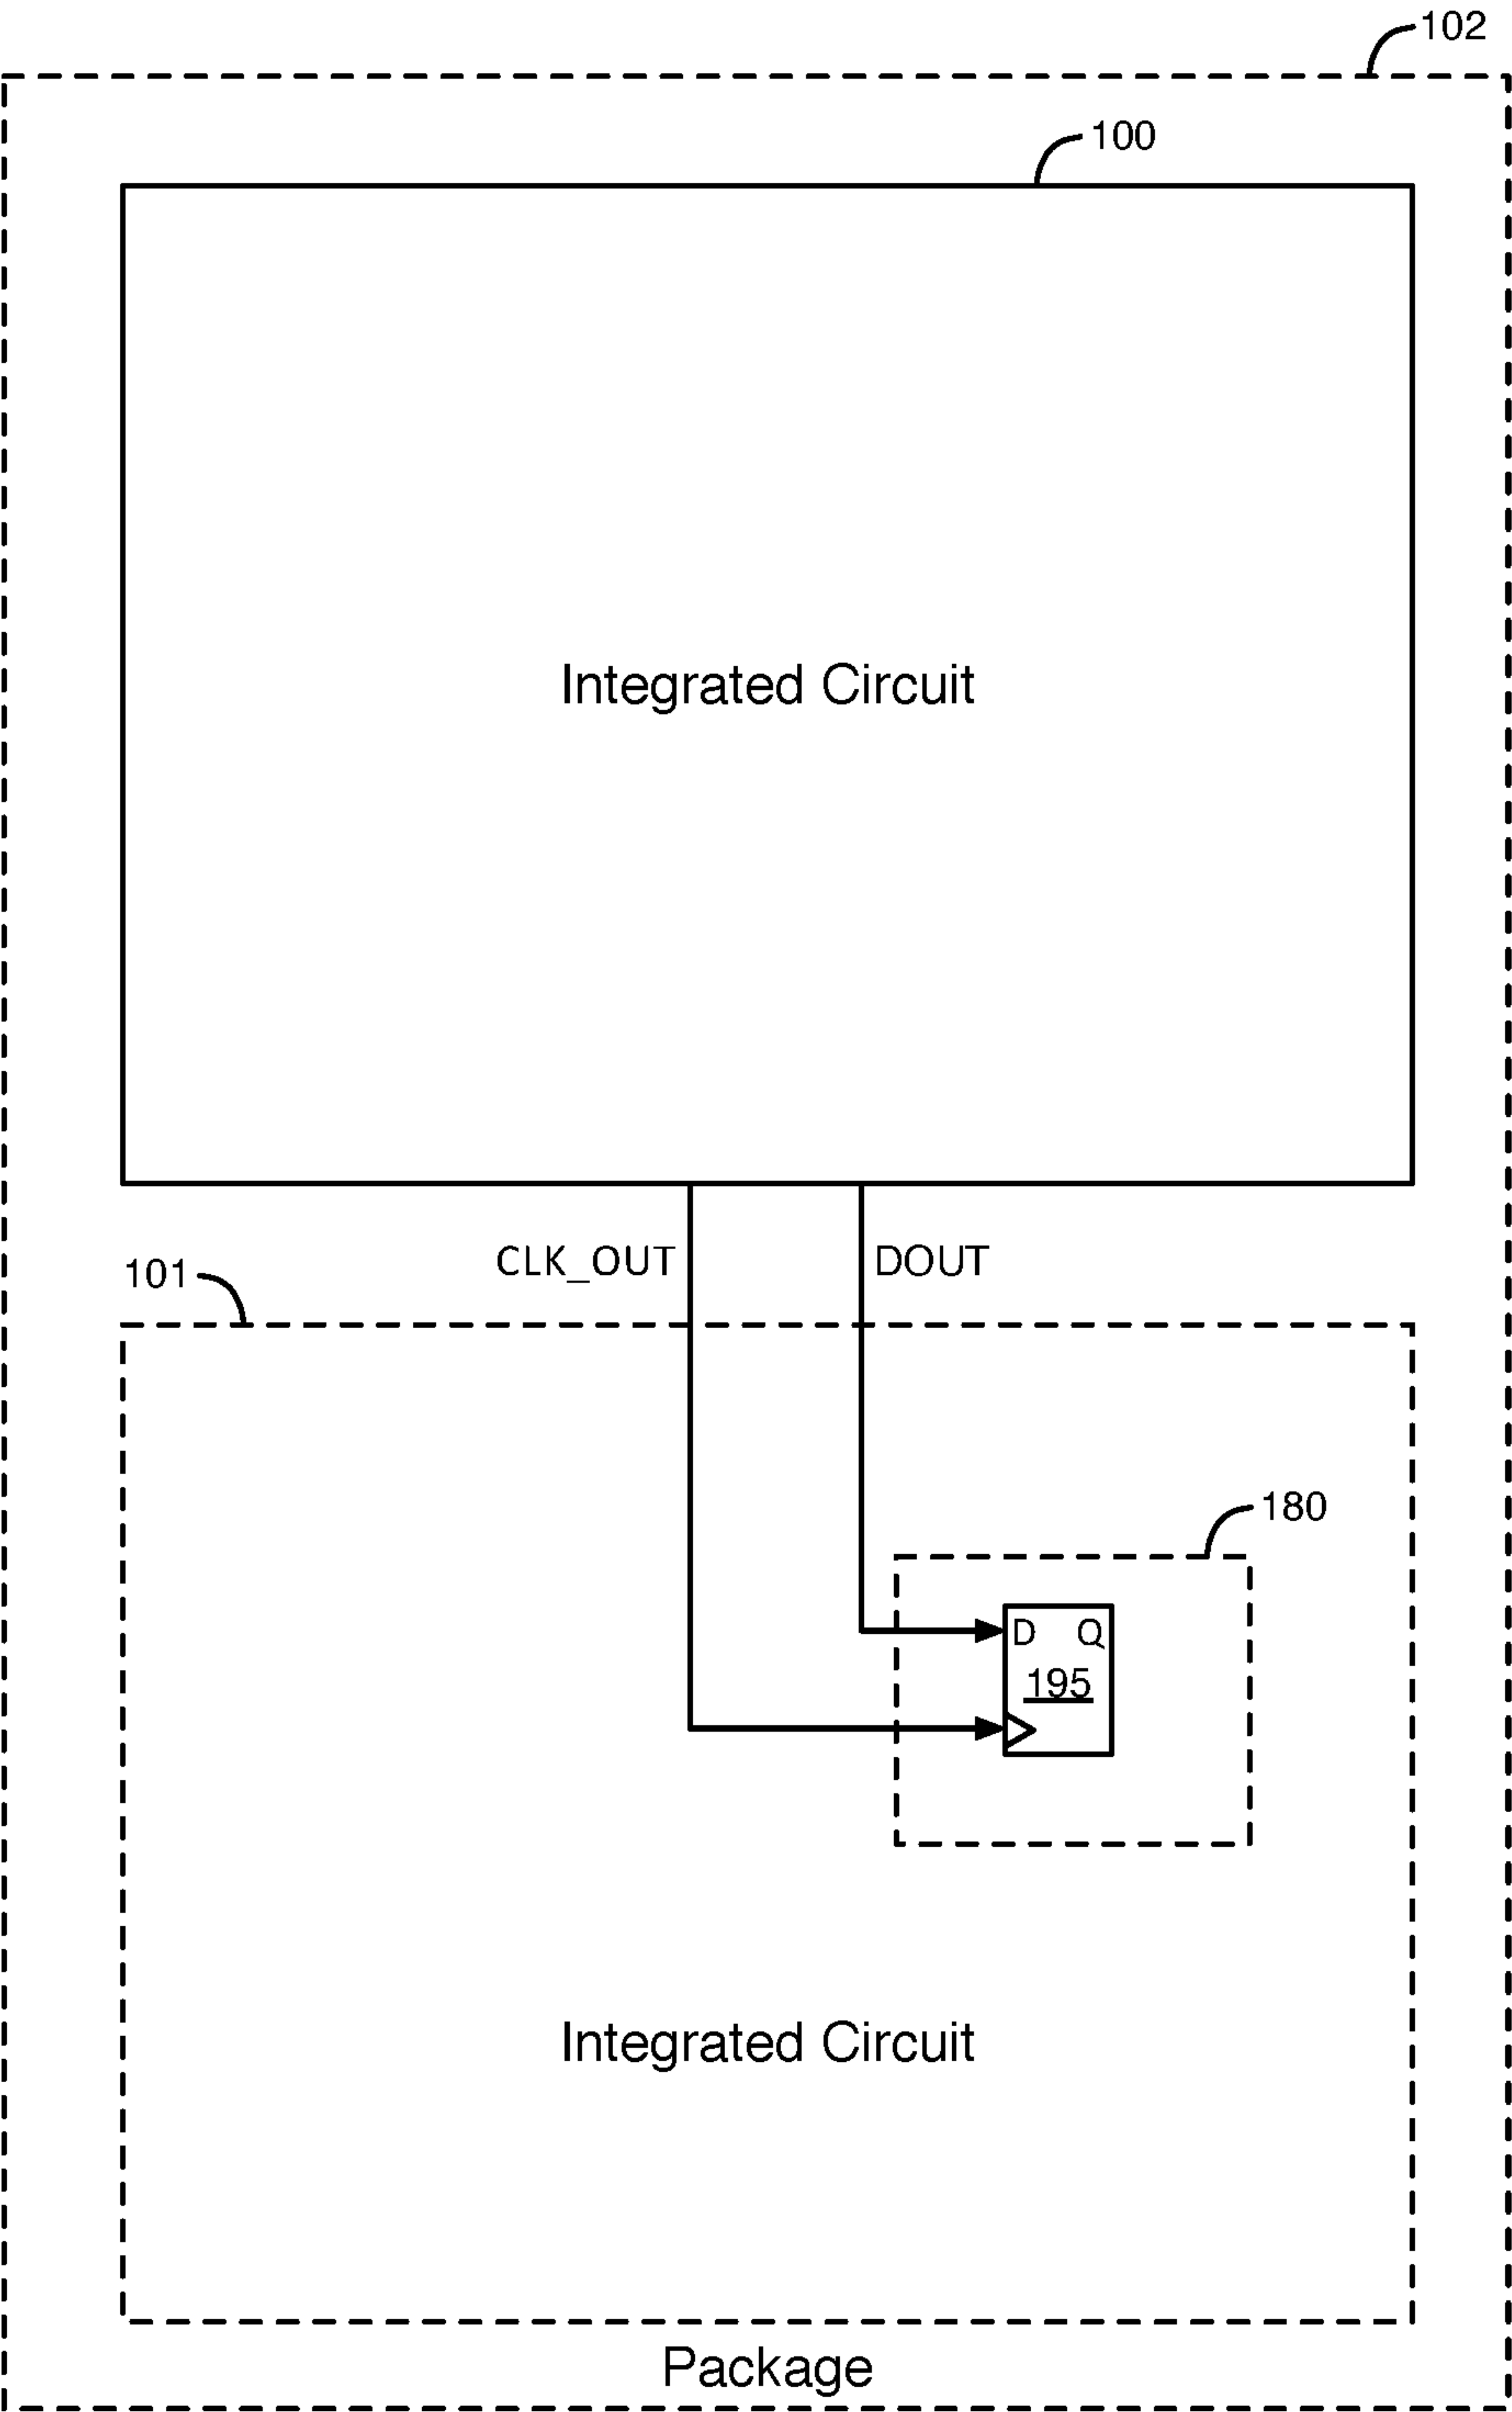 102
100
Integrated Circuit
CLK_OUT
DOUT
101
180
D Q
195
Integrated Circuit
Package